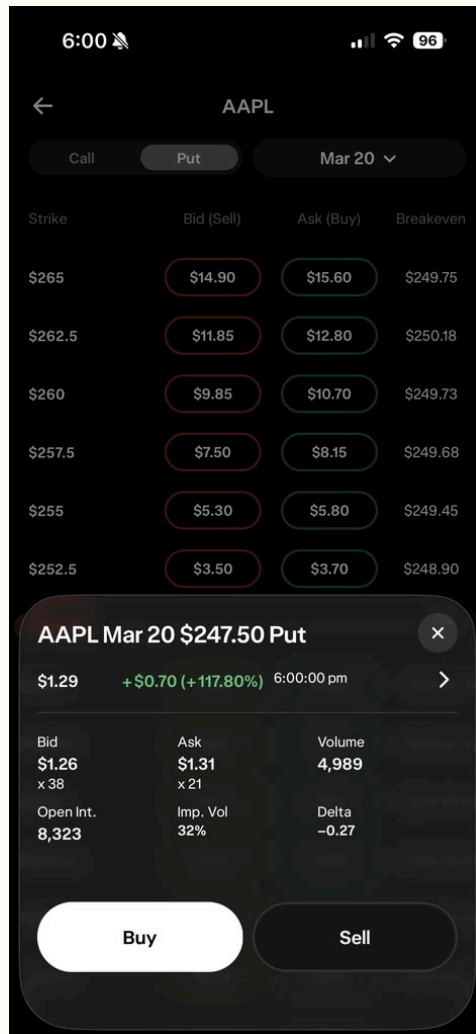 6:00
96
AAPL
Call Put Mar 20
Strike Bid (Sell) Ask (Buy) Breakeven
$265 $14.90 $15.60 $249.75
$262.5 $11.85 $12.80 $250.18
$260 $9.85 $10.70 $249.73
$257.5 $7.50 $8.15 $249.68
$255 $5.30 $5.80 $249.45
$252.5 $3.50 $3.70 $248.90
AAPL Mar 20 $247.50 Put
$1.29 +$0.70 (+117.80%) 6:00:00 pm
Bid Ask Volume
$1.26 $1.31 4,989
x 38 x 21
Open Int. Imp. Vol Delta
8,323 32% −0.27
Buy Sell